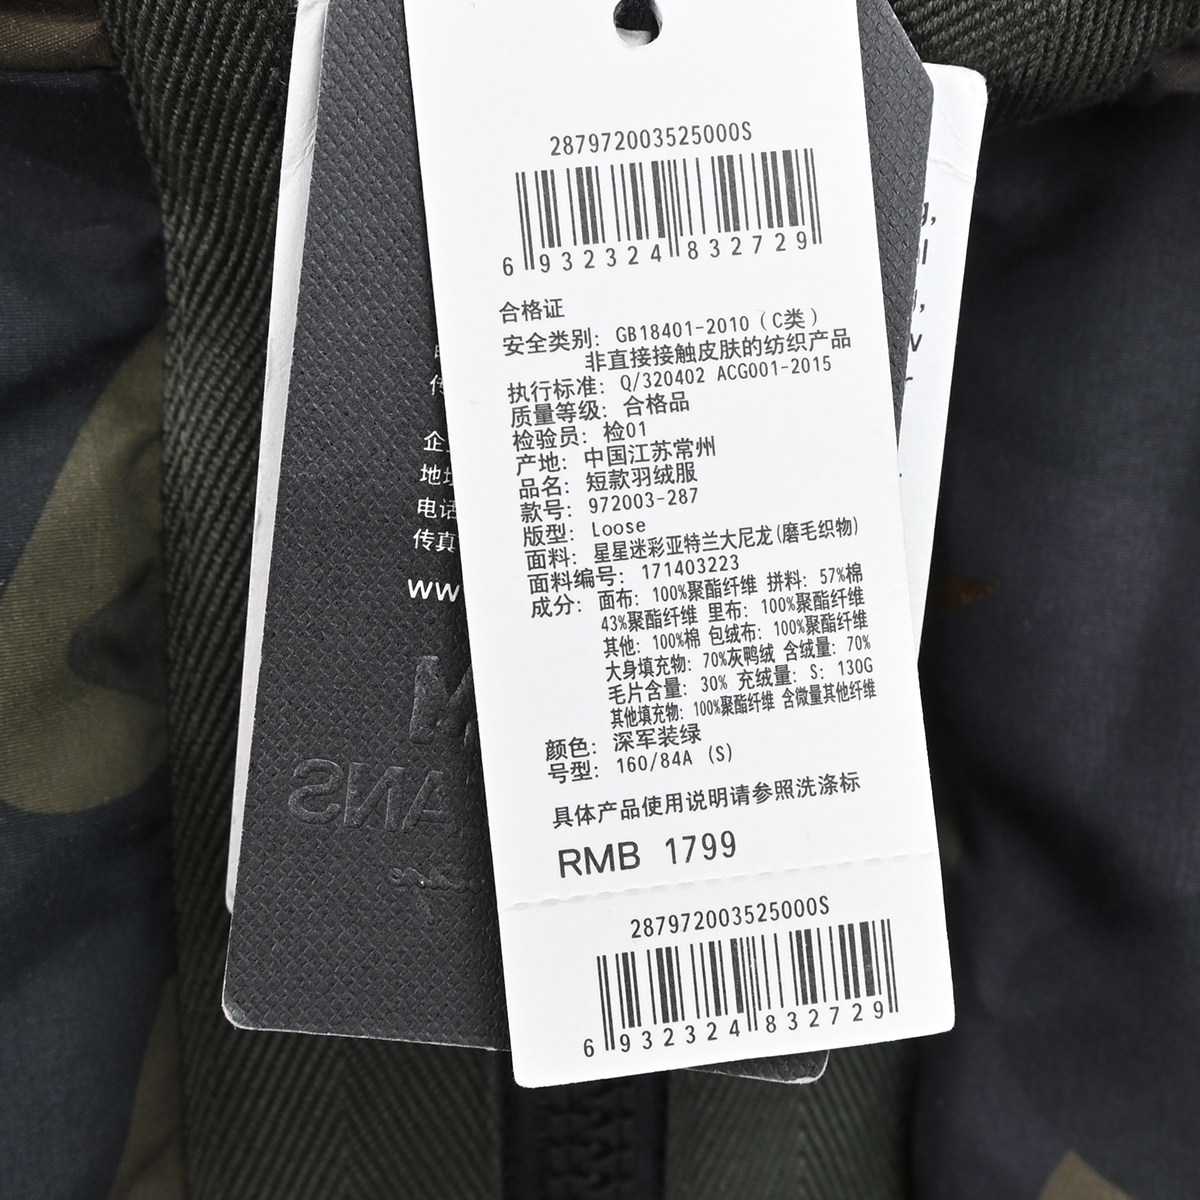 287972003525000S
6 932324 832729
合格证
安全类别: GB18401-2010 (C类)
非直接接触皮肤的纺织产品
执行标准: Q/320402 ACG001-2015
质量等级: 合格品
检验员: 检01
产地: 中国江苏常州
品名: 短款羽绒服
款号: 972003-287
版型: Loose
面料: 星星迷彩亚特兰大尼龙(磨毛织物)
面料编号: 171403223
成分: 面布: 100%聚酯纤维 拼料: 57%棉
43%聚酯纤维 里布: 100%聚酯纤维
其他: 100%棉 包绒布: 100%聚酯纤维
大身填充物: 70%灰鸭绒 含绒量: 70%
毛片含量: 30% 充绒量: S: 130G
其他填充物: 100%聚酯纤维 含微量其他纤维
颜色: 深军装绿
号型: 160/84A (S)
具体产品使用说明请参照洗涤标
RMB 1799
287972003525000S
6 932324 832729
企
地址
电话
传真